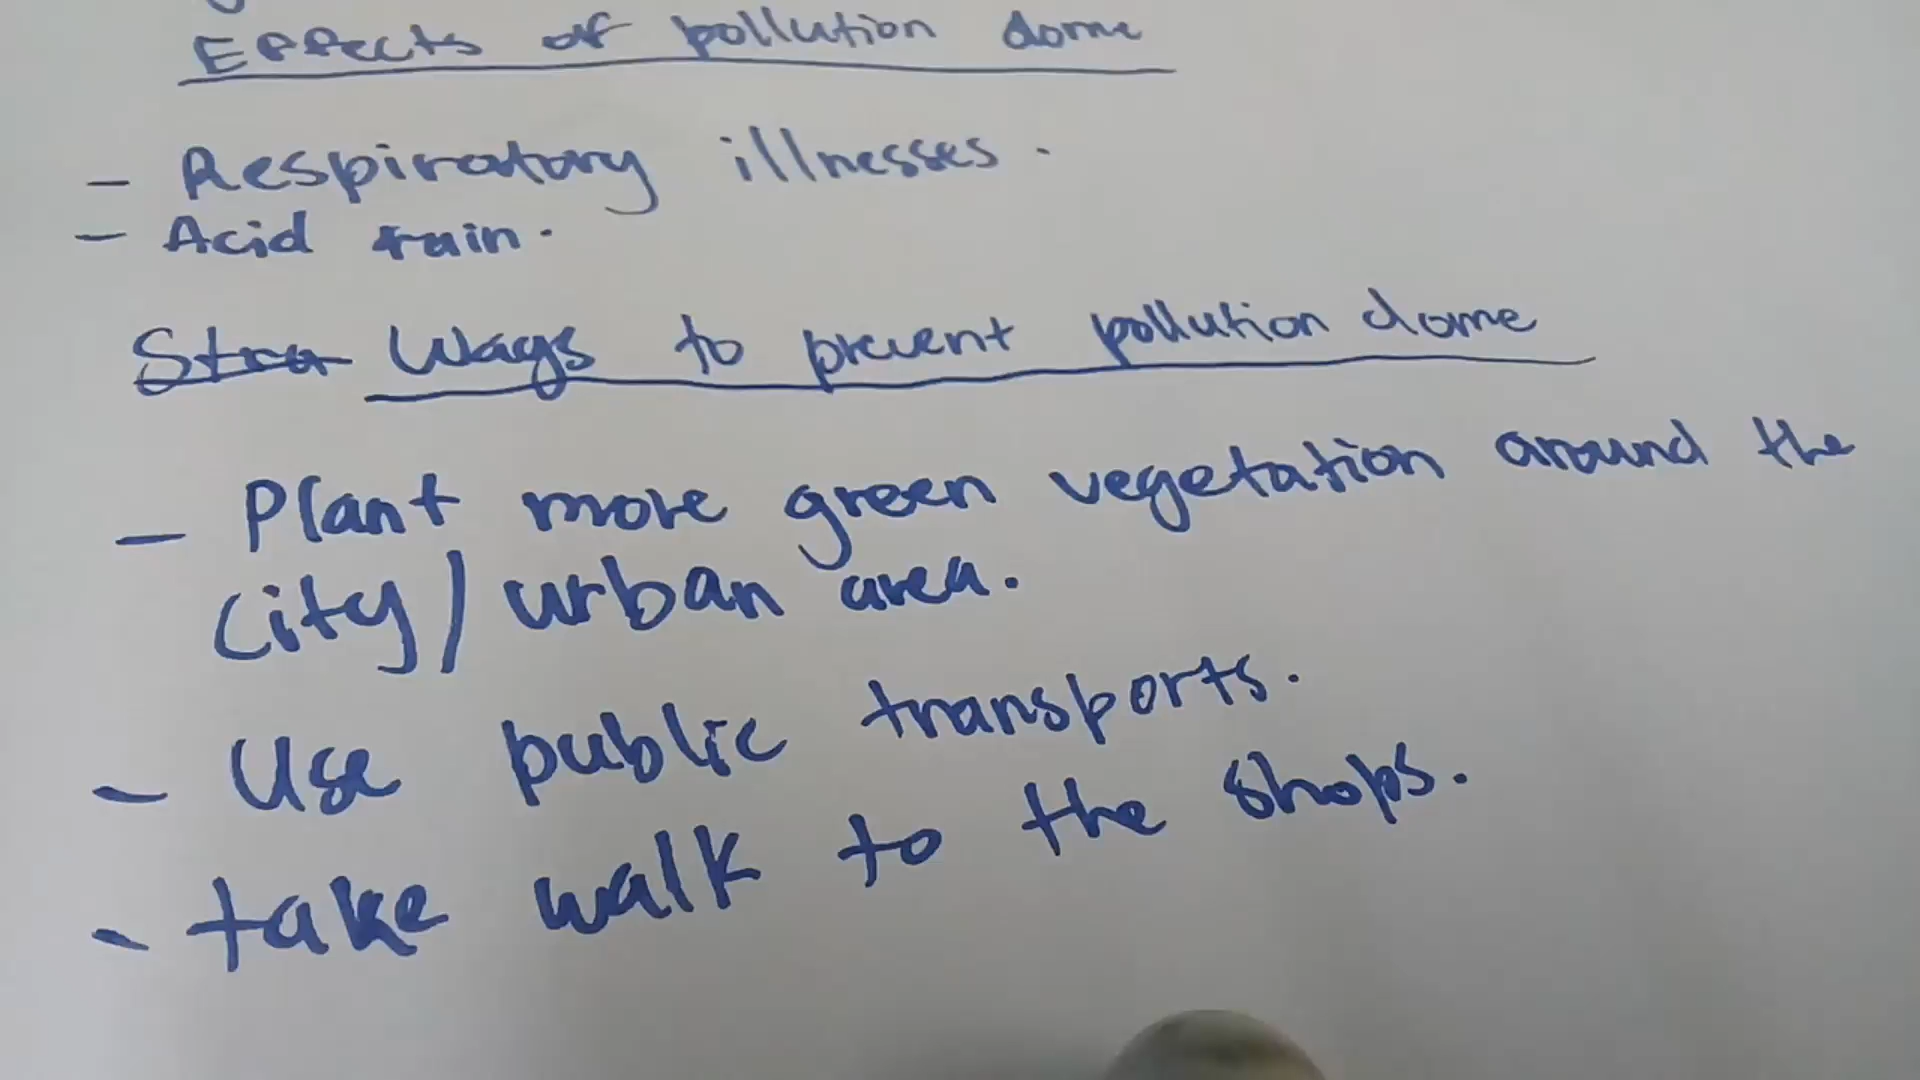 Effects of pollution dome
- Respiratory illnesses.
- Acid rain.
Stra Ways to prevent pollution dome
- Plant more green vegetation around the
city/urban area.
- Use public transports.
- take walk to the shops.